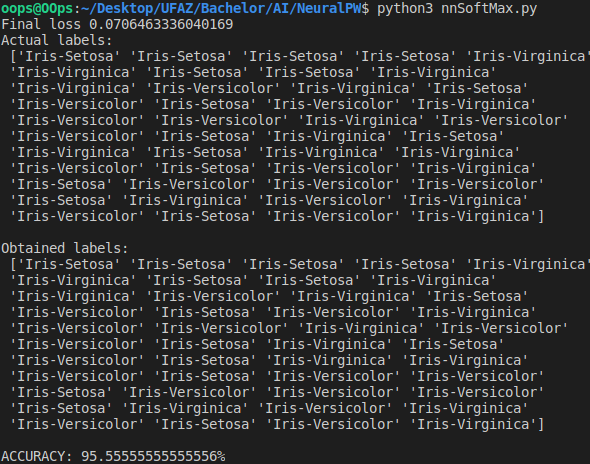 oops@OOps:~/Desktop/UFAZ/Bachelor/AI/NeuralPW$ python3 nnSoftMax.py
Final loss 0.0706463336040169
Actual labels:
 ['Iris-Setosa' 'Iris-Setosa' 'Iris-Setosa' 'Iris-Setosa' 'Iris-Virginica'
 'Iris-Virginica' 'Iris-Setosa' 'Iris-Setosa' 'Iris-Virginica'
 'Iris-Virginica' 'Iris-Versicolor' 'Iris-Virginica' 'Iris-Setosa'
 'Iris-Versicolor' 'Iris-Setosa' 'Iris-Versicolor' 'Iris-Virginica'
 'Iris-Versicolor' 'Iris-Versicolor' 'Iris-Virginica' 'Iris-Versicolor'
 'Iris-Versicolor' 'Iris-Setosa' 'Iris-Virginica' 'Iris-Setosa'
 'Iris-Virginica' 'Iris-Setosa' 'Iris-Virginica' 'Iris-Virginica'
 'Iris-Versicolor' 'Iris-Setosa' 'Iris-Versicolor' 'Iris-Virginica'
 'Iris-Setosa' 'Iris-Versicolor' 'Iris-Versicolor' 'Iris-Versicolor'
 'Iris-Setosa' 'Iris-Virginica' 'Iris-Versicolor' 'Iris-Virginica'
 'Iris-Versicolor' 'Iris-Setosa' 'Iris-Versicolor' 'Iris-Virginica']

Obtained labels:
 ['Iris-Setosa' 'Iris-Setosa' 'Iris-Setosa' 'Iris-Setosa' 'Iris-Virginica'
 'Iris-Virginica' 'Iris-Setosa' 'Iris-Setosa' 'Iris-Virginica'
 'Iris-Virginica' 'Iris-Versicolor' 'Iris-Virginica' 'Iris-Setosa'
 'Iris-Versicolor' 'Iris-Setosa' 'Iris-Virginica' 'Iris-Virginica'
 'Iris-Versicolor' 'Iris-Versicolor' 'Iris-Virginica' 'Iris-Versicolor'
 'Iris-Virginica' 'Iris-Setosa' 'Iris-Virginica' 'Iris-Setosa'
 'Iris-Versicolor' 'Iris-Setosa' 'Iris-Virginica' 'Iris-Virginica'
 'Iris-Versicolor' 'Iris-Setosa' 'Iris-Versicolor' 'Iris-Virginica'
 'Iris-Setosa' 'Iris-Versicolor' 'Iris-Versicolor' 'Iris-Versicolor'
 'Iris-Setosa' 'Iris-Virginica' 'Iris-Versicolor' 'Iris-Virginica'
 'Iris-Versicolor' 'Iris-Setosa' 'Iris-Versicolor' 'Iris-Virginica']

ACCURACY: 95.55555555555556%